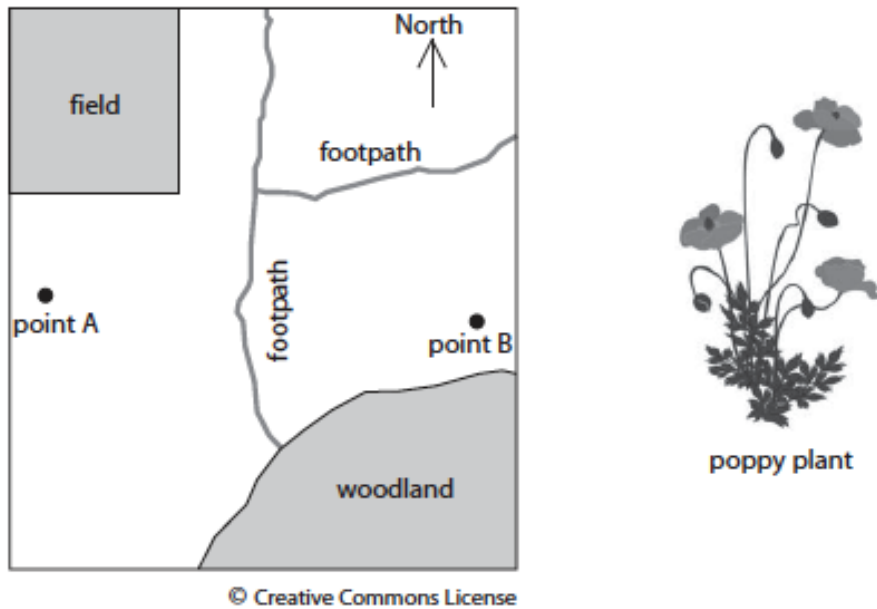 North
field
footpath
footpath
point A
point B
woodland
poppy plant
© Creative Commons License